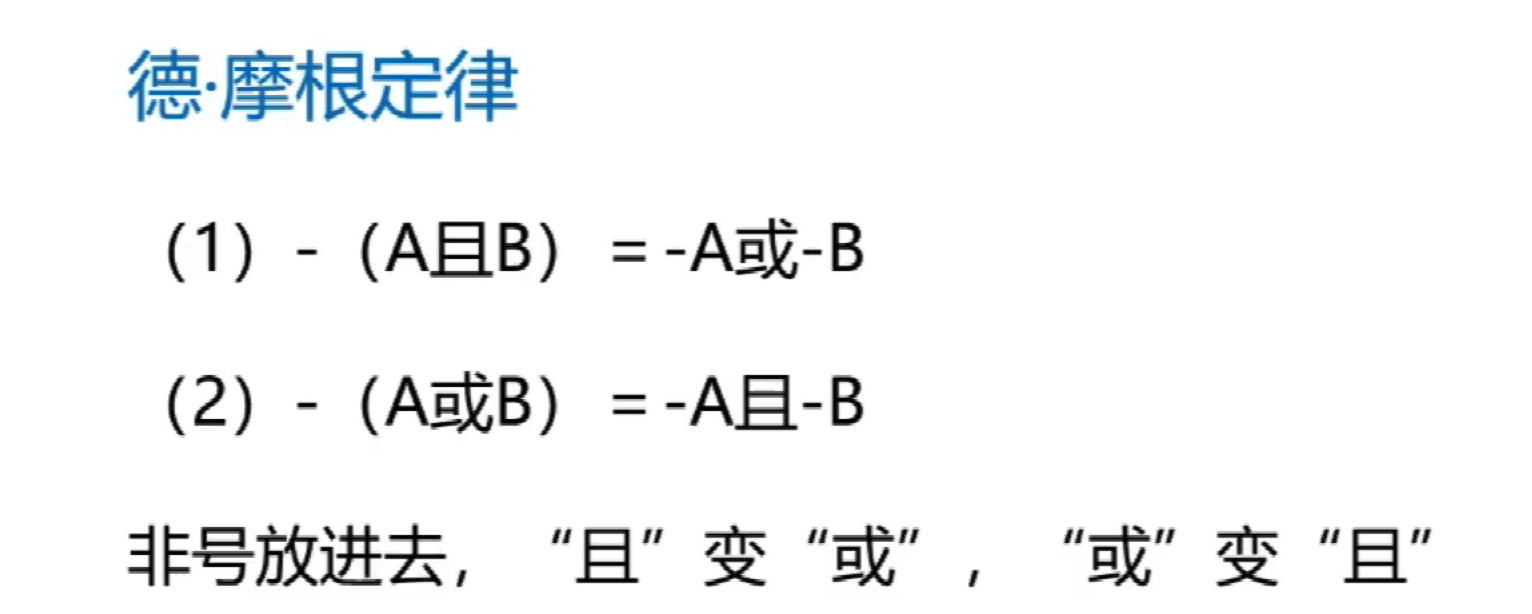 德·摩根定律
（1）-（A且B）= -A或-B
（2）-（A或B）= -A且-B
非号放进去，“且”变“或”，“或”变“且”